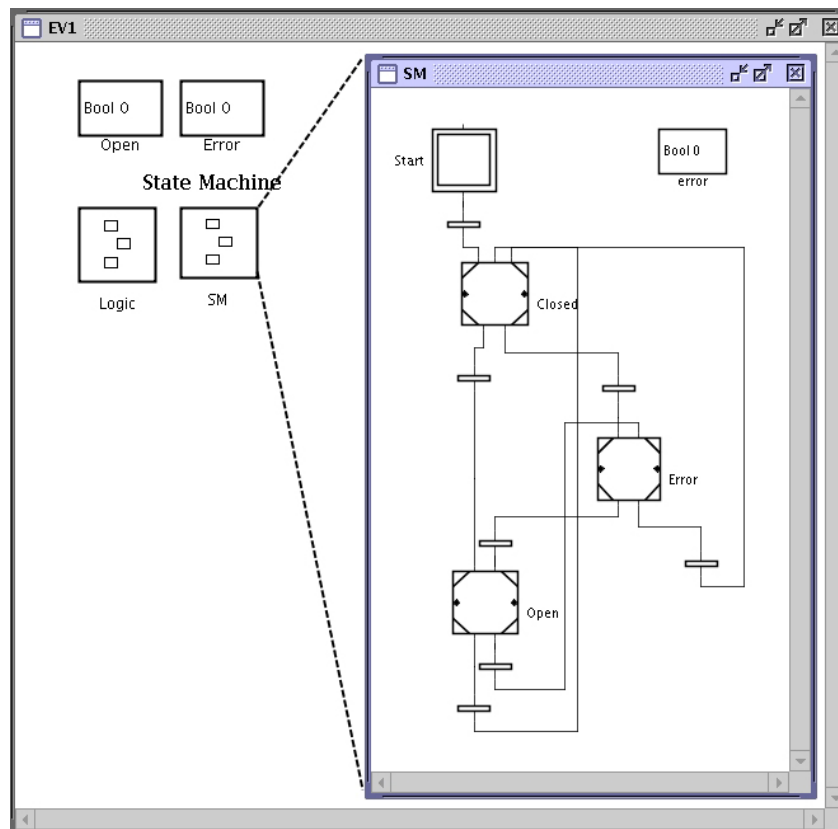 EV1
SM
Bool 0
Bool 0
Open
Error
State Machine
Logic
SM
Start
Bool 0
error
Closed
Error
Open